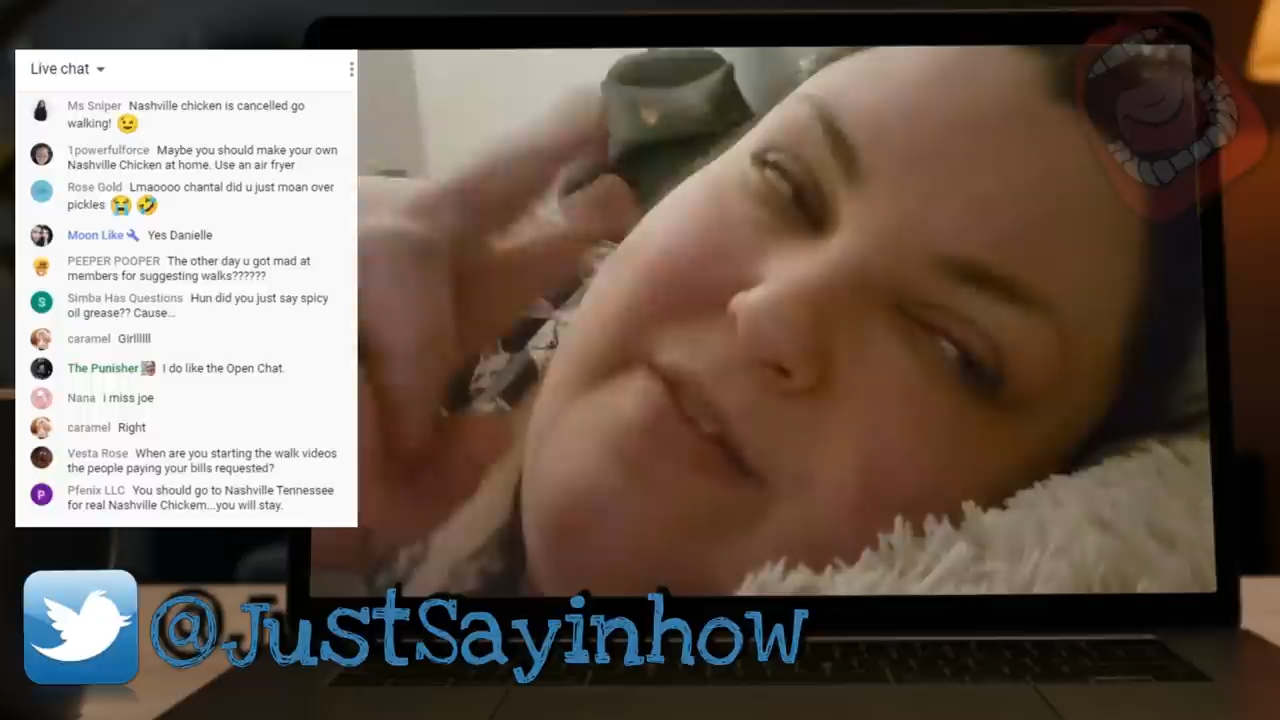 Live chat
Ms Sniper Nashville chicken is cancelled go
walking! 😉
1powerfulforce Maybe you should make your own
Nashville Chicken at home. Use an air fryer
Rose Gold Lmaoooo chantal did u just moan over
pickles 😭 🤣
Moon Like Yes Danielle
PEEPER POOPER The other day u got mad at
members for suggesting walks??????
Simba Has Questions Hun did you just say spicy
S
oil grease?? Cause...
caramel Girllllll
The Punisher I do like the Open Chat.
Nana i miss joe
caramel Right
Vesta Rose When are you starting the walk videos
the people paying your bills requested?
Pfenix LLC You should go to Nashville Tennessee
P
for real Nashville Chickem...you will stay.
@JustSayinhow